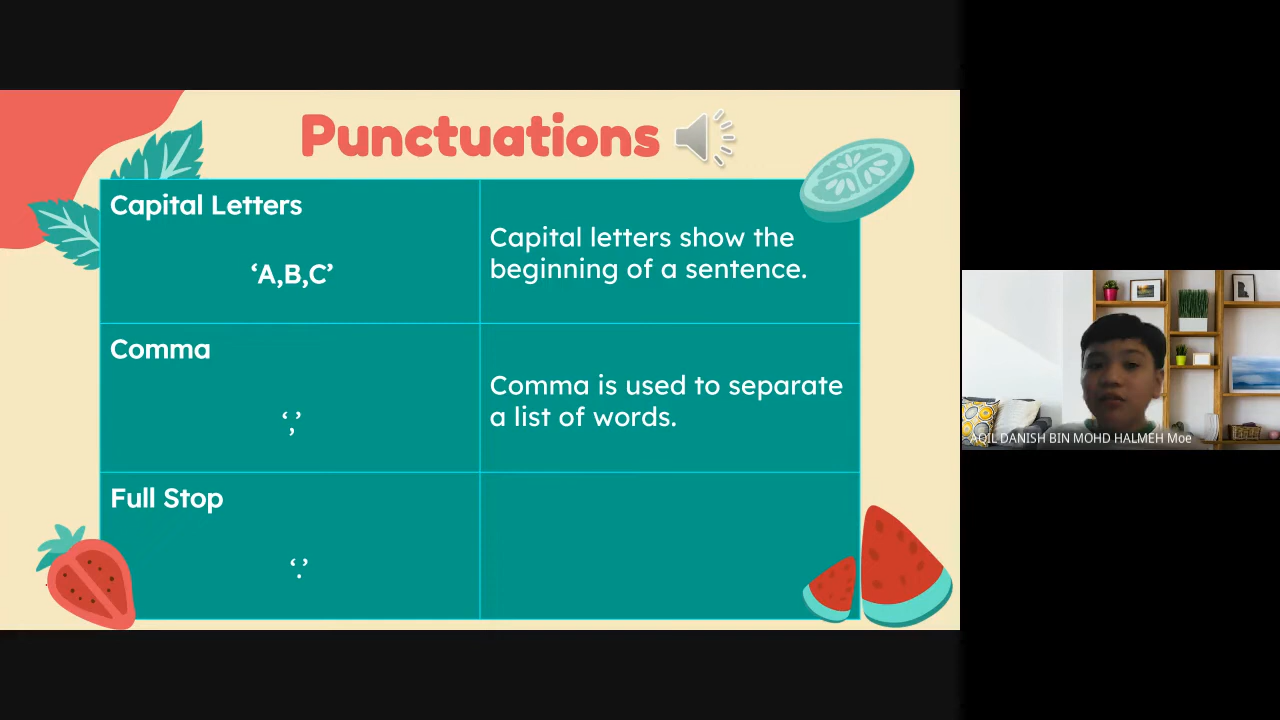 Punctuations
Capital Letters
‘A,B,C’
Capital letters show the
beginning of a sentence.
Comma
‘,’
Comma is used to separate
a list of words.
Full Stop
‘.’
AQIL DANISH BIN MOHD HALMEH Moe